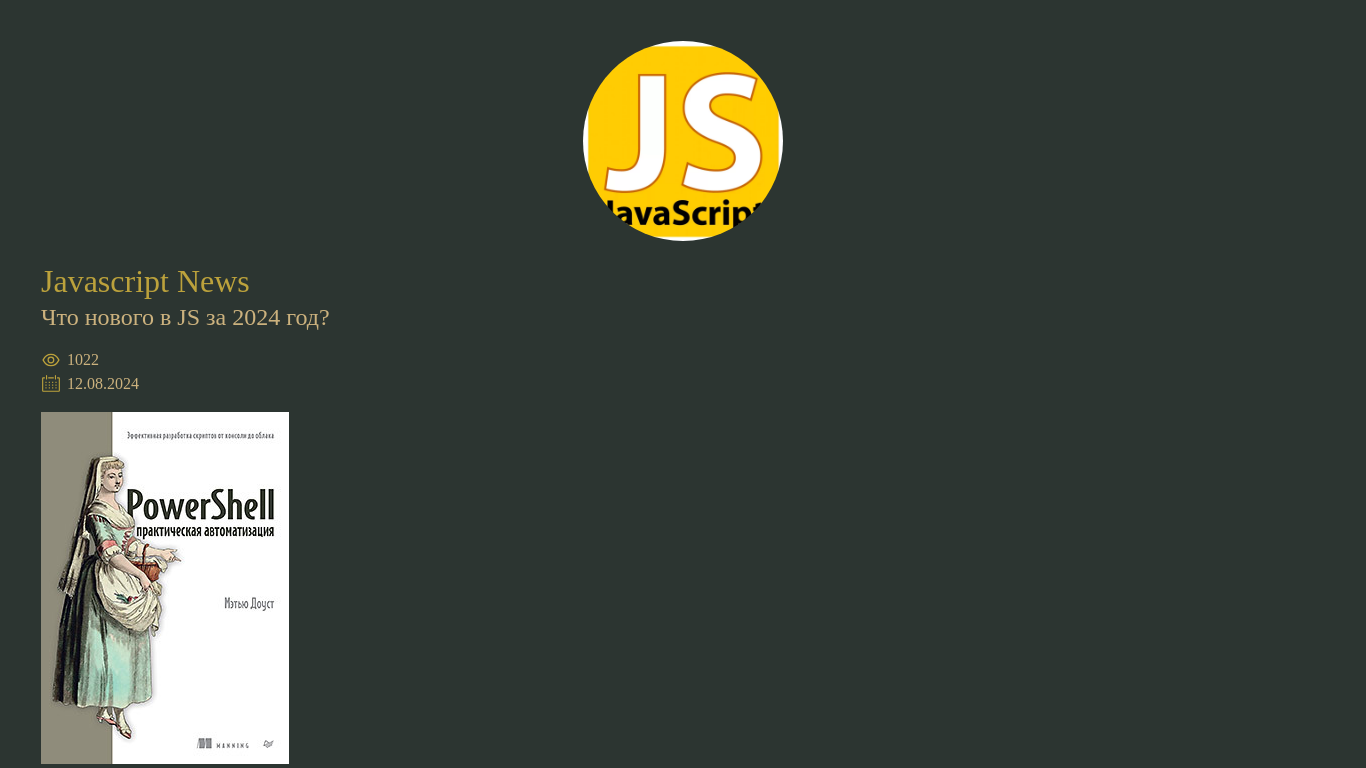 JS
JavaScript
Javascript News
Что нового в JS за 2024 год?
1022
12.08.2024
Эффективная разработка скриптов от консоли до облака
PowerShell
практическая автоматизация
Мэтью Доуст
MANNING